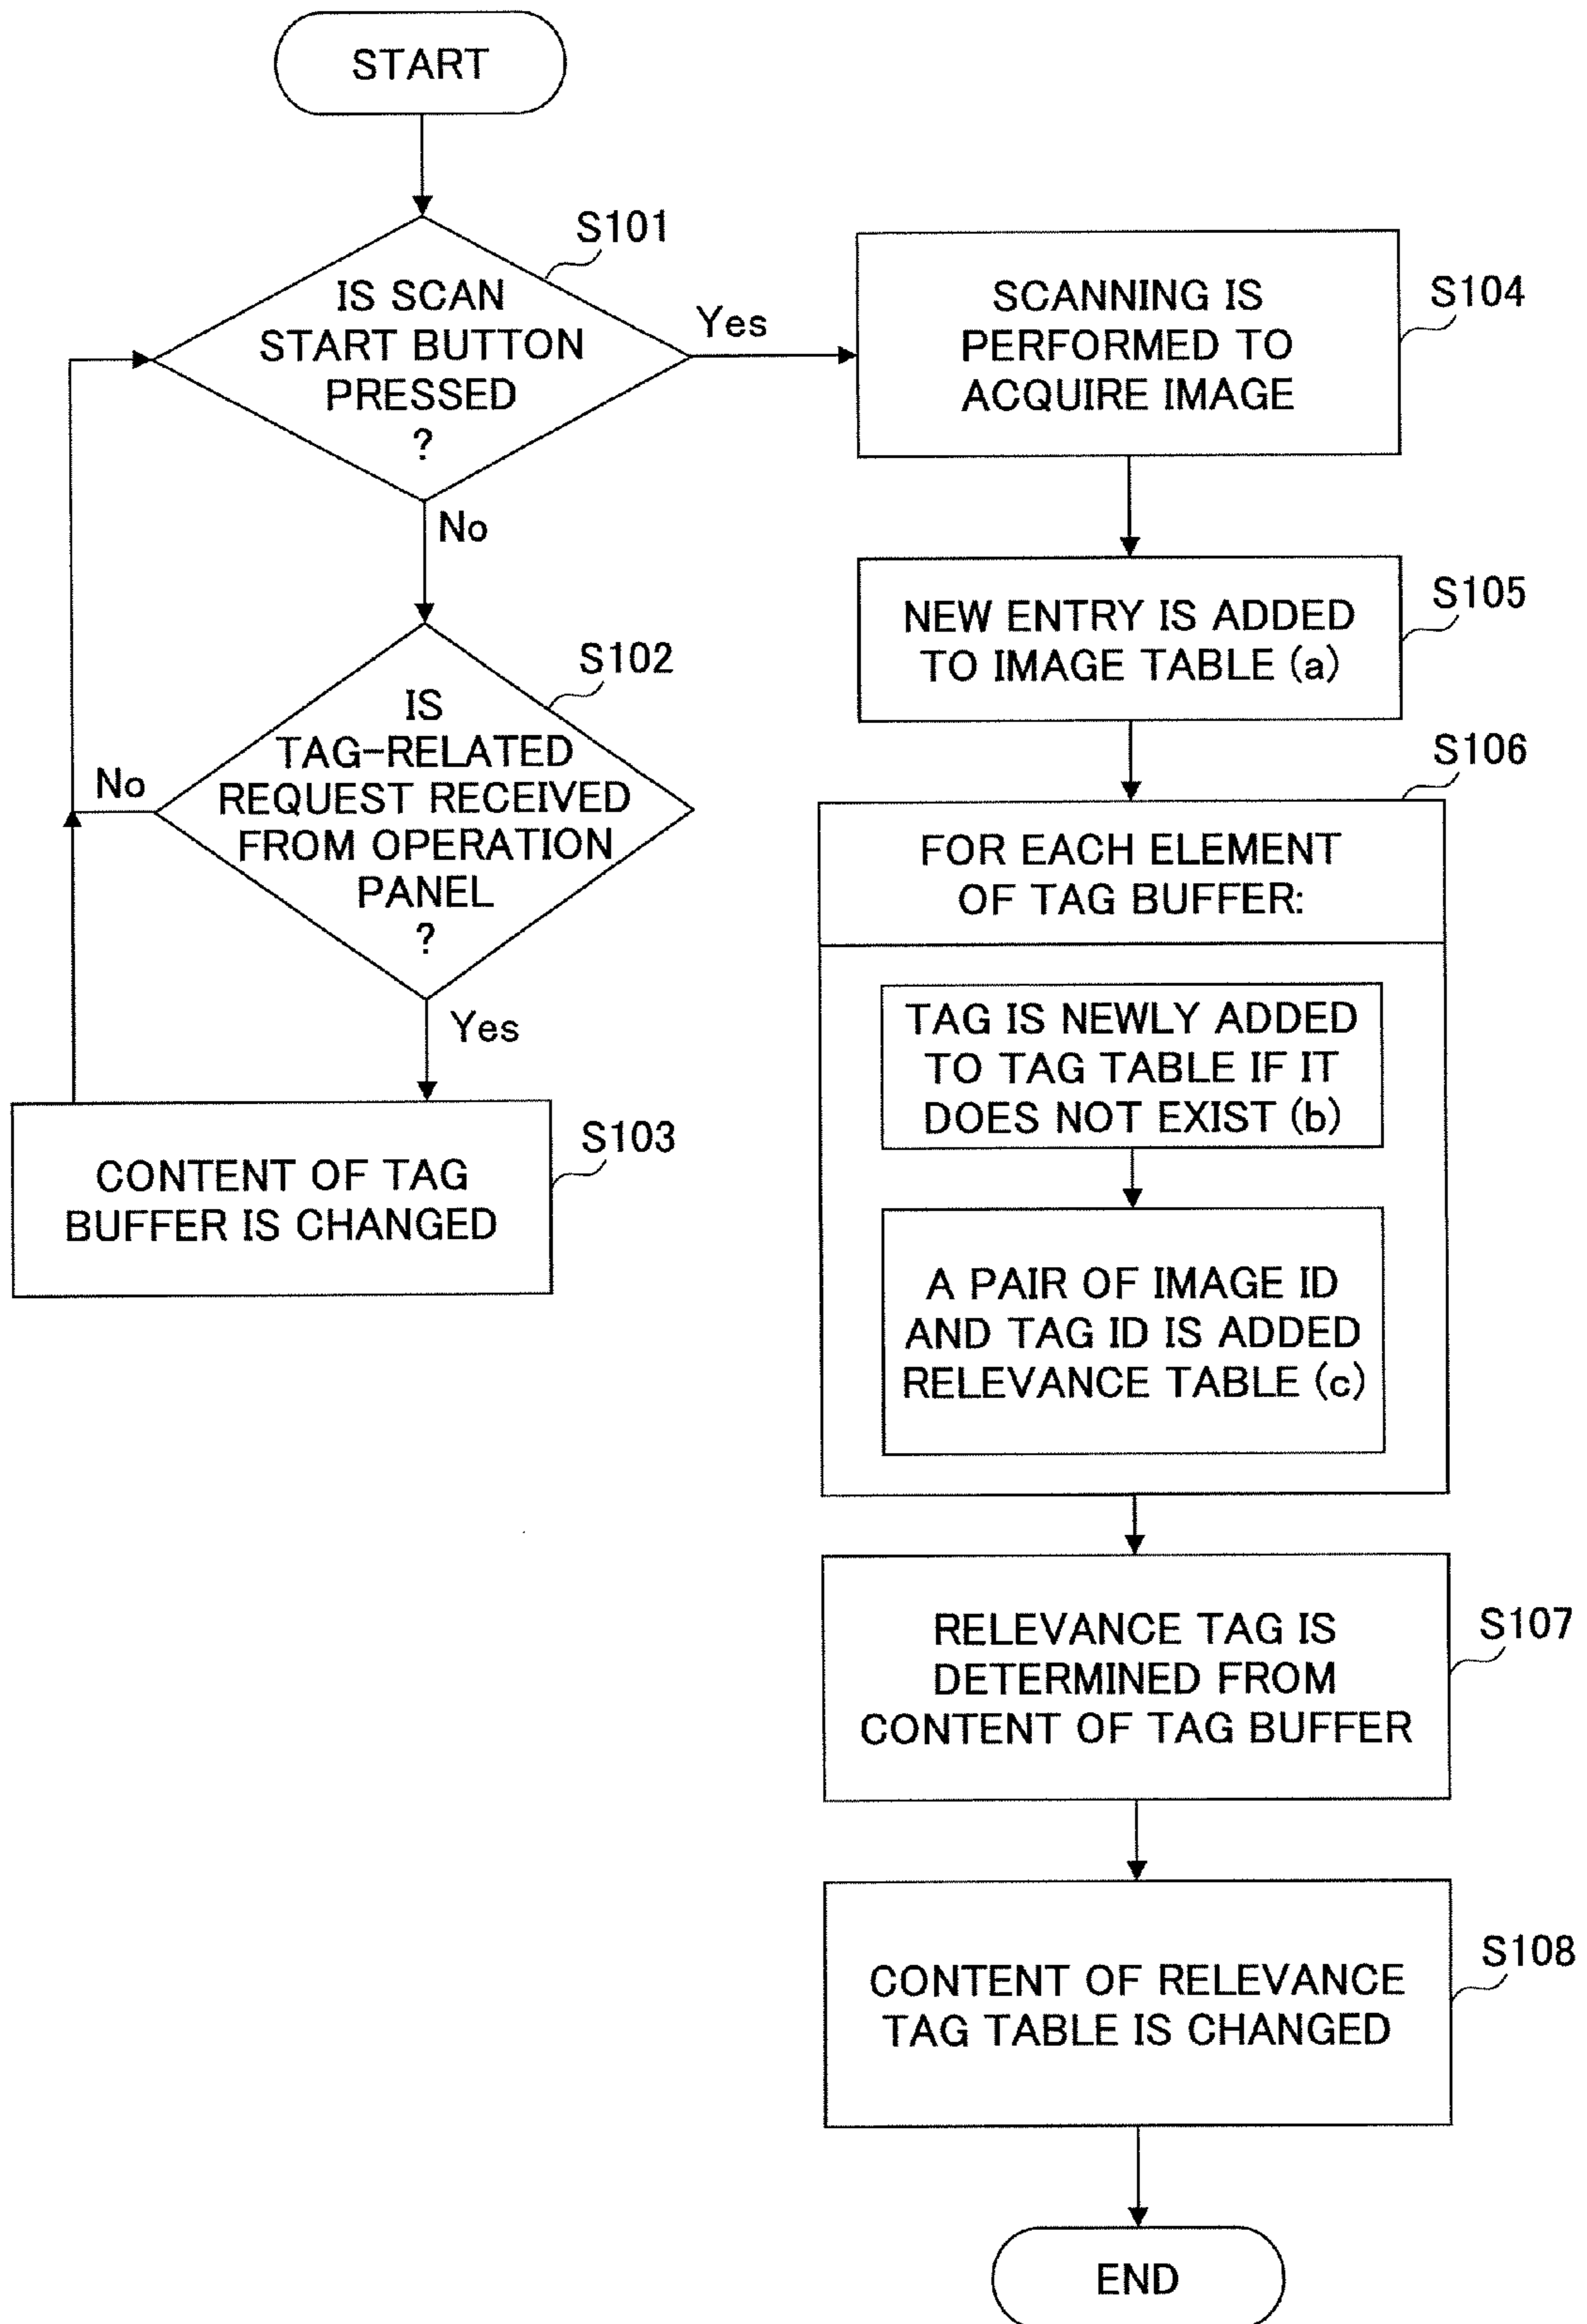 START
S101
IS SCAN
START BUTTON
PRESSED
?
Yes
No
S102
IS
TAG-RELATED
REQUEST RECEIVED
FROM OPERATION
PANEL
?
No
Yes
S103
CONTENT OF TAG
BUFFER IS CHANGED
S104
SCANNING IS
PERFORMED TO
ACQUIRE IMAGE
S105
NEW ENTRY IS ADDED
TO IMAGE TABLE (a)
S106
FOR EACH ELEMENT
OF TAG BUFFER:
TAG IS NEWLY ADDED
TO TAG TABLE IF IT
DOES NOT EXIST (b)
A PAIR OF IMAGE ID
AND TAG ID IS ADDED
RELEVANCE TABLE (c)
S107
RELEVANCE TAG IS
DETERMINED FROM
CONTENT OF TAG BUFFER
S108
CONTENT OF RELEVANCE
TAG TABLE IS CHANGED
END